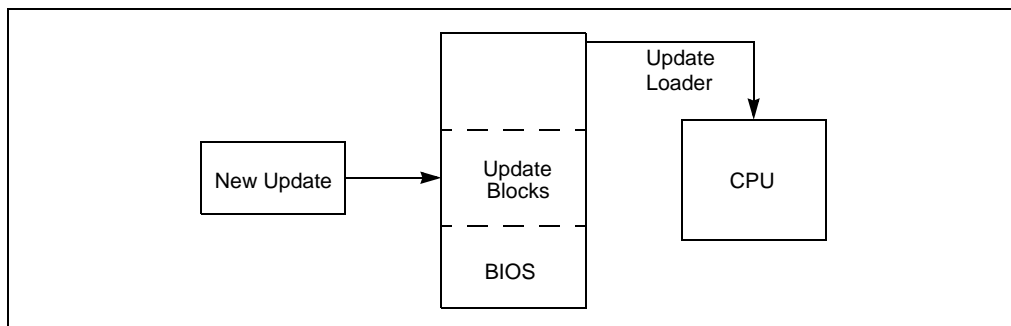 New Update
Update
Blocks
BIOS
Update
Loader
CPU